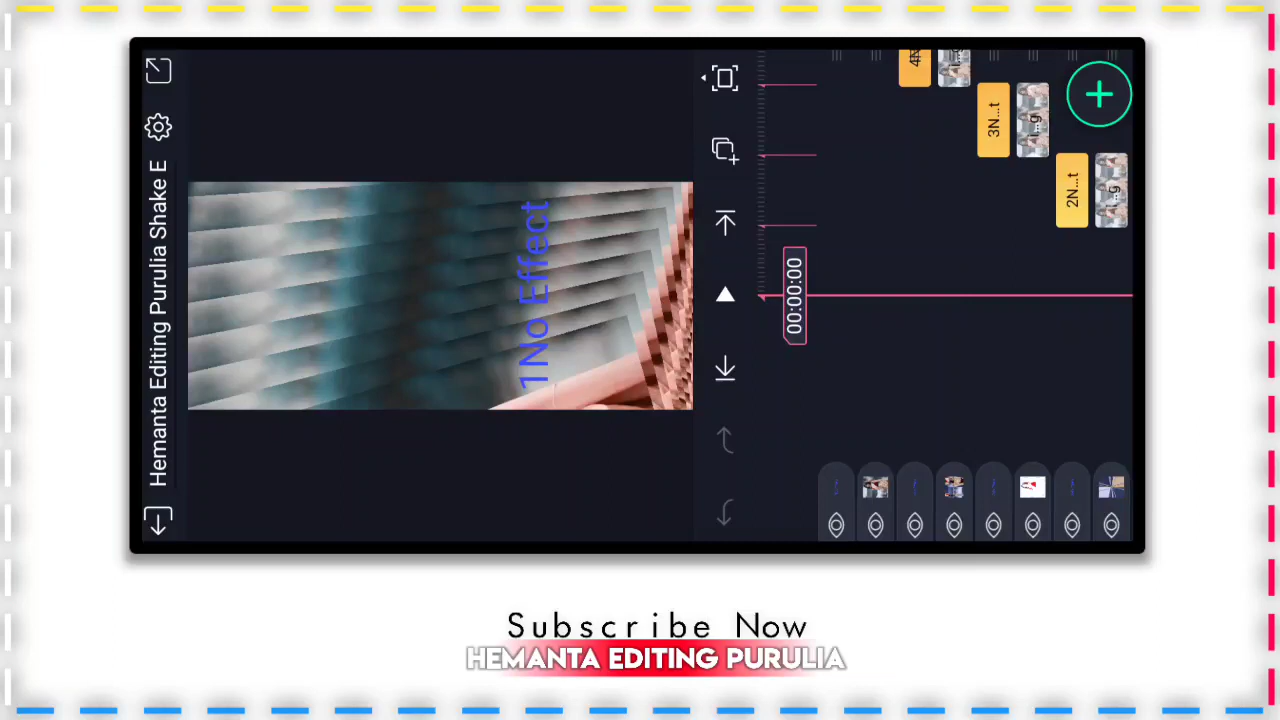 Hemanta Editing Purulia Shake E
1No Effect
00:00:00
3N...t
2N...t
...g
Subscribe Now
HEMANTA EDITING PURULIA